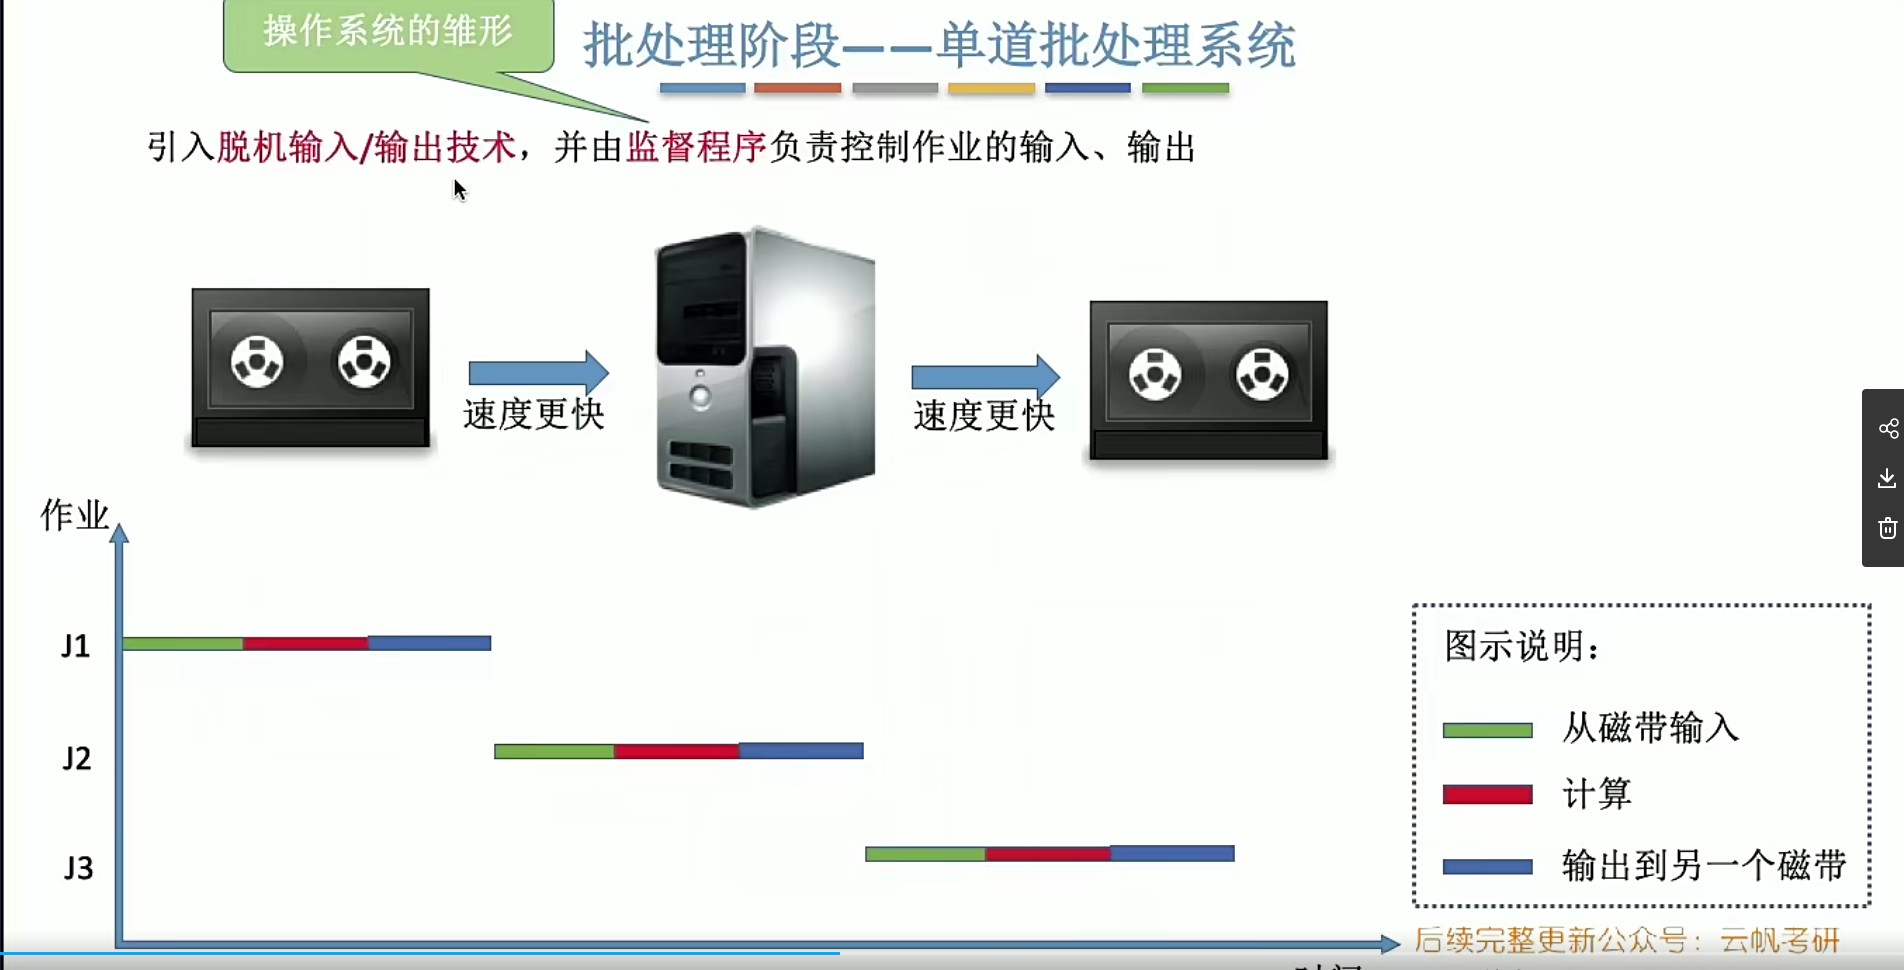 操作系统的雏形
批处理阶段——单道批处理系统
引入脱机输入/输出技术，并由监督程序负责控制作业的输入、输出
速度更快
速度更快
作业
J1
J2
J3
图示说明：
从磁带输入
计算
输出到另一个磁带
后续完整更新公众号：云帆考研
时间